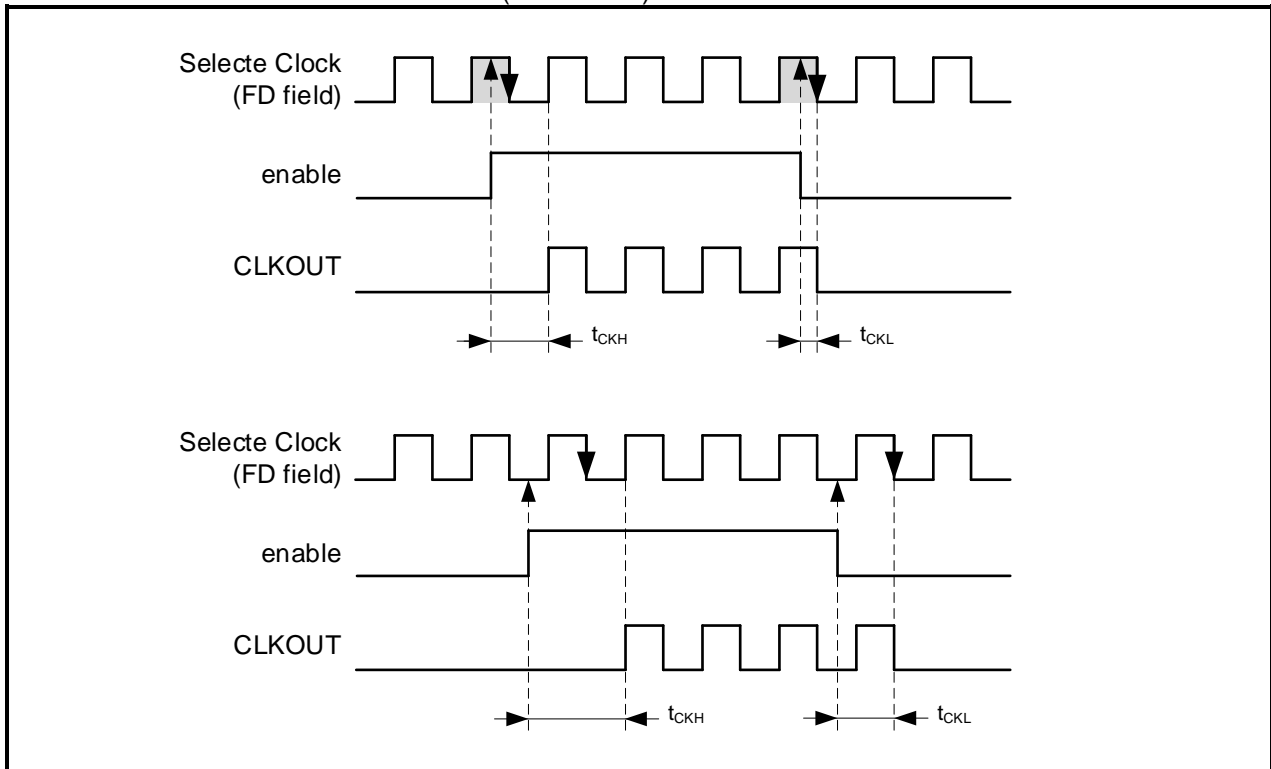 Selecte Clock
(FD field)
enable
CLKOUT
tCKH
tCKL
Selecte Clock
(FD field)
enable
CLKOUT
tCKH
tCKL